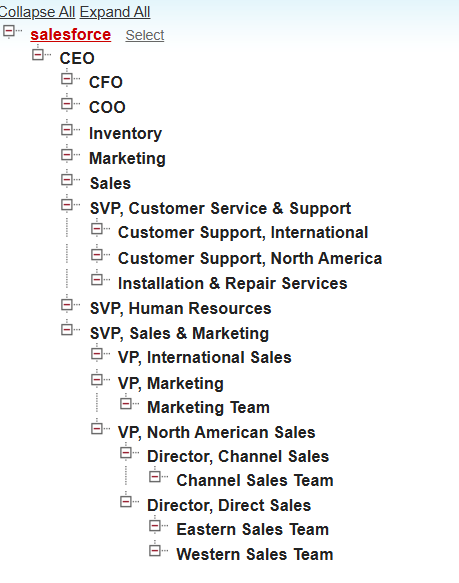 Collapse All Expand All
salesforce Select
CEO
CFO
COO
Inventory
Marketing
Sales
SVP, Customer Service & Support
Customer Support, International
Customer Support, North America
Installation & Repair Services
SVP, Human Resources
SVP, Sales & Marketing
VP, International Sales
VP, Marketing
Marketing Team
VP, North American Sales
Director, Channel Sales
Channel Sales Team
Director, Direct Sales
Eastern Sales Team
Western Sales Team